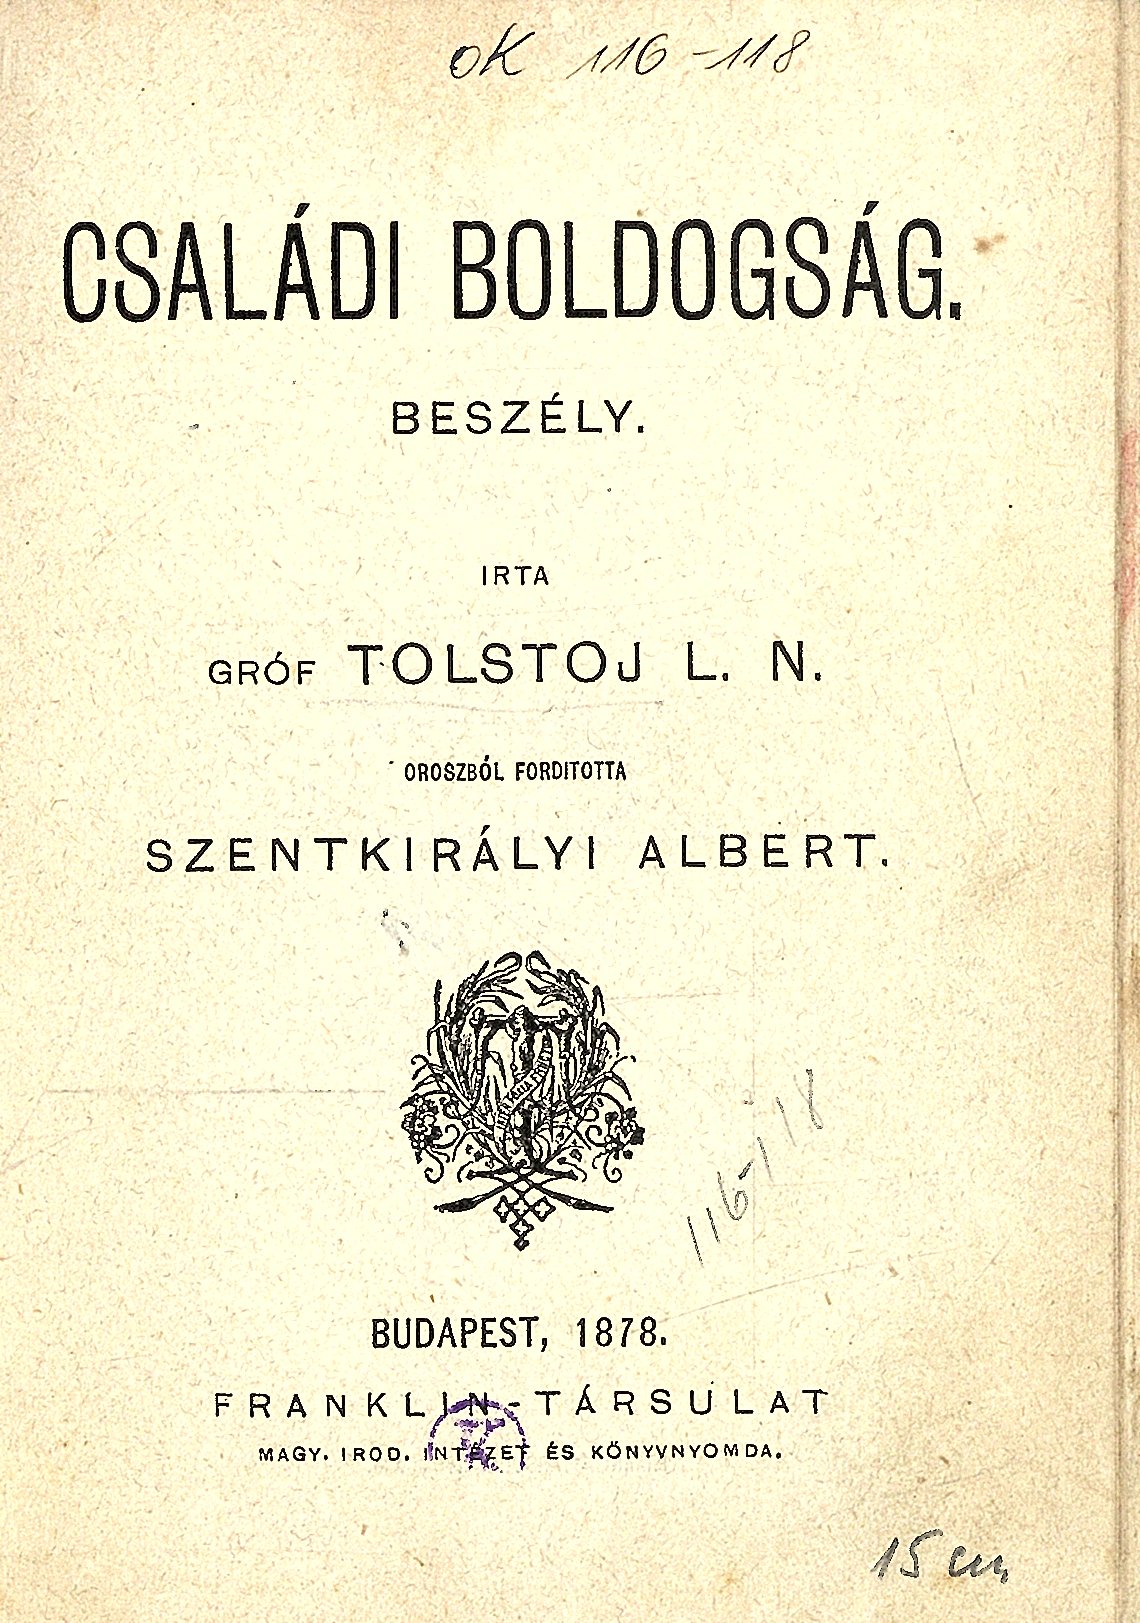 OK 116-118
CSALÁDI BOLDOGSÁG.
BESZÉLY.
IRTA
GRÓF TOLSTOJ L. N.
OROSZBÓL FORDITOTTA
SZENTKIRÁLYI ALBERT.
116-118
BUDAPEST, 1878.
FRANKLIN-TÁRSULAT
MAGY. IROD. INTÉZET ÉS KÖNYVNYOMDA.
15 cm